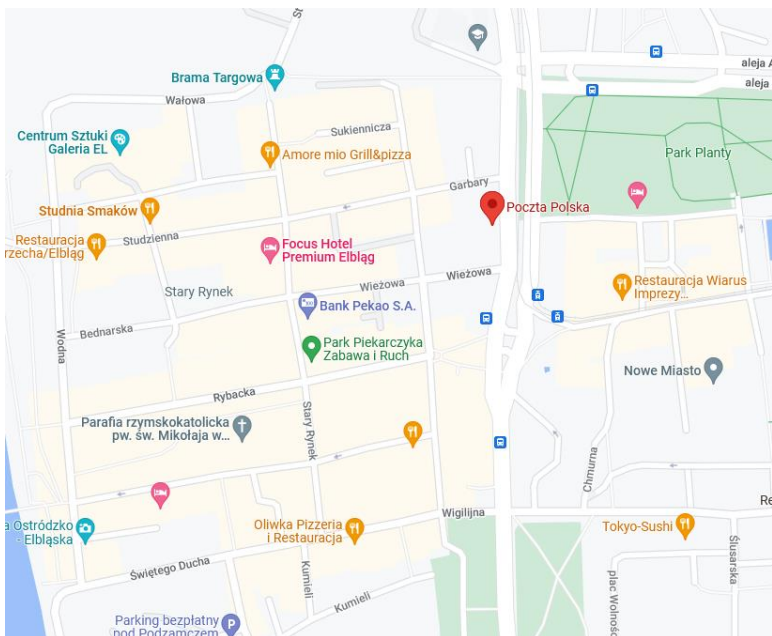 St
aleja A
Brama Targowa
aleja
Wałowa
Sukiennicza
Centrum Sztuki
Galeria EL
Amore mio Grill&pizza
Park Planty
Garbary
Studnia Smaków
Poczta Polska
Restauracja
rzecha/Elbląg
Studzienna
Focus Hotel
Premium Elbląg
Wieżowa
Wieżowa
Restauracja Wiarus
Imprezy...
Stary Rynek
Bank Pekao S.A.
Bednarska
Wodna
Park Piekarczyka
Zabawa i Ruch
Nowe Miasto
Rybacka
Stary Rynek
Parafia rzymskokatolicka
pw. św. Mikołaja w...
Chmurna
Re
Wigilijna
a Ostródzko
- Elbląska
Oliwka Pizzeria
i Restauracja
Tokyo-Sushi
Ślusarska
Świętego Ducha
Kumieli
Kumieli
plac Wolnoś
Parking bezpłatny
pod Podzamczem
P